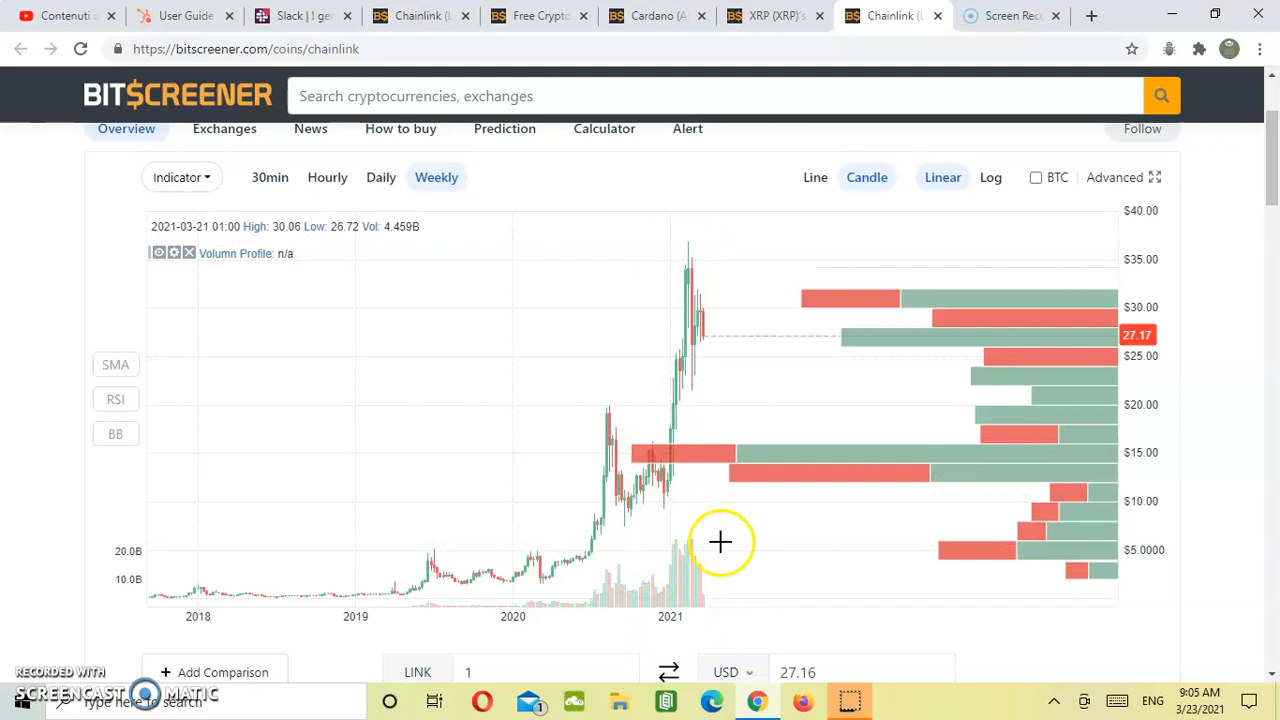 Contenuti d
User Guide
Slack | I gen
Chainlink (L
Free Crypto
Cardano (A
XRP (XRP)'s
Chainlink (L
Screen Rec
https://bitscreener.com/coins/chainlink
BIT$CREENER
Search cryptocurrencies, exchanges
Overview Exchanges News How to buy Prediction Calculator Alert Follow
Indicator 30min Hourly Daily Weekly Line Candle Linear Log BTC Advanced
2021-03-21 01:00 High: 30.06 Low: 26.72 Vol: 4.459B
Volumn Profile: n/a
SMA
RSI
BB
$40.00
$35.00
$30.00
27.17
$25.00
$20.00
$15.00
$10.00
$5.0000
20.0B
10.0B
2018 2019 2020 2021
+ Add Comparison LINK 1 USD 27.16
RECORDED WITH
SCREENCAST MATIC
Type here to search
1
ENG
9:05 AM
3/23/2021